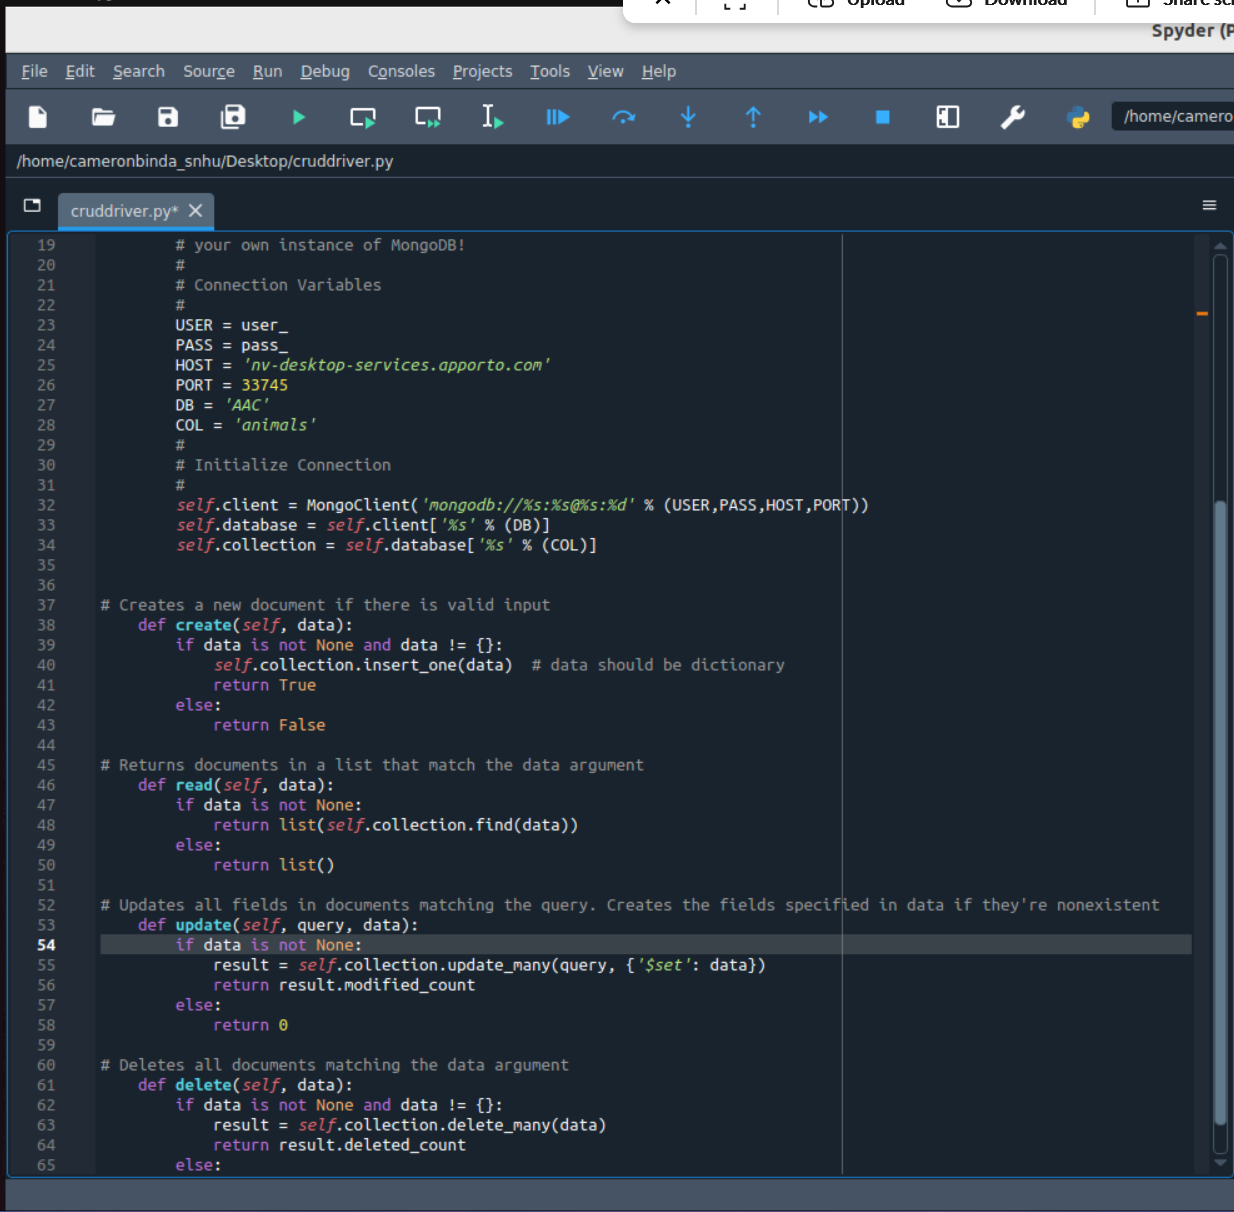 Upload Download
Spyder (P
File Edit Search Source Run Debug Consoles Projects Tools View Help
/home/camero
/home/cameronbinda_snhu/Desktop/cruddriver.py
cruddriver.py*
19 # your own instance of MongoDB!
20 #
21 # Connection Variables
22 #
23 USER = user_
24 PASS = pass_
25 HOST = 'nv-desktop-services.apporto.com'
26 PORT = 33745
27 DB = 'AAC'
28 COL = 'animals'
29 #
30 # Initialize Connection
31 #
32 self.client = MongoClient('mongodb://%s:%s@%s:%d' % (USER,PASS,HOST,PORT))
33 self.database = self.client['%s' % (DB)]
34 self.collection = self.database['%s' % (COL)]
35
36
37 # Creates a new document if there is valid input
38 def create(self, data):
39 if data is not None and data != {}:
40 self.collection.insert_one(data)  # data should be dictionary
41 return True
42 else:
43 return False
44
45 # Returns documents in a list that match the data argument
46 def read(self, data):
47 if data is not None:
48 return list(self.collection.find(data))
49 else:
50 return list()
51
52 # Updates all fields in documents matching the query. Creates the fields specified in data if they're nonexistent
53 def update(self, query, data):
54 if data is not None:
55 result = self.collection.update_many(query, {'$set': data})
56 return result.modified_count
57 else:
58 return 0
59
60 # Deletes all documents matching the data argument
61 def delete(self, data):
62 if data is not None and data != {}:
63 result = self.collection.delete_many(data)
64 return result.deleted_count
65 else: